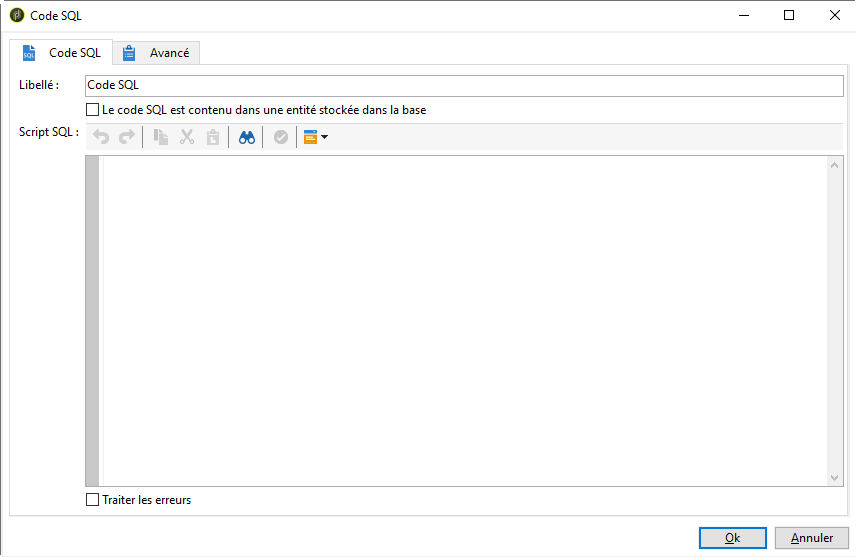 Code SQL
Code SQL
Avancé
Libellé :
Code SQL
Le code SQL est contenu dans une entité stockée dans la base
Script SQL :
Traiter les erreurs
Ok
Annuler